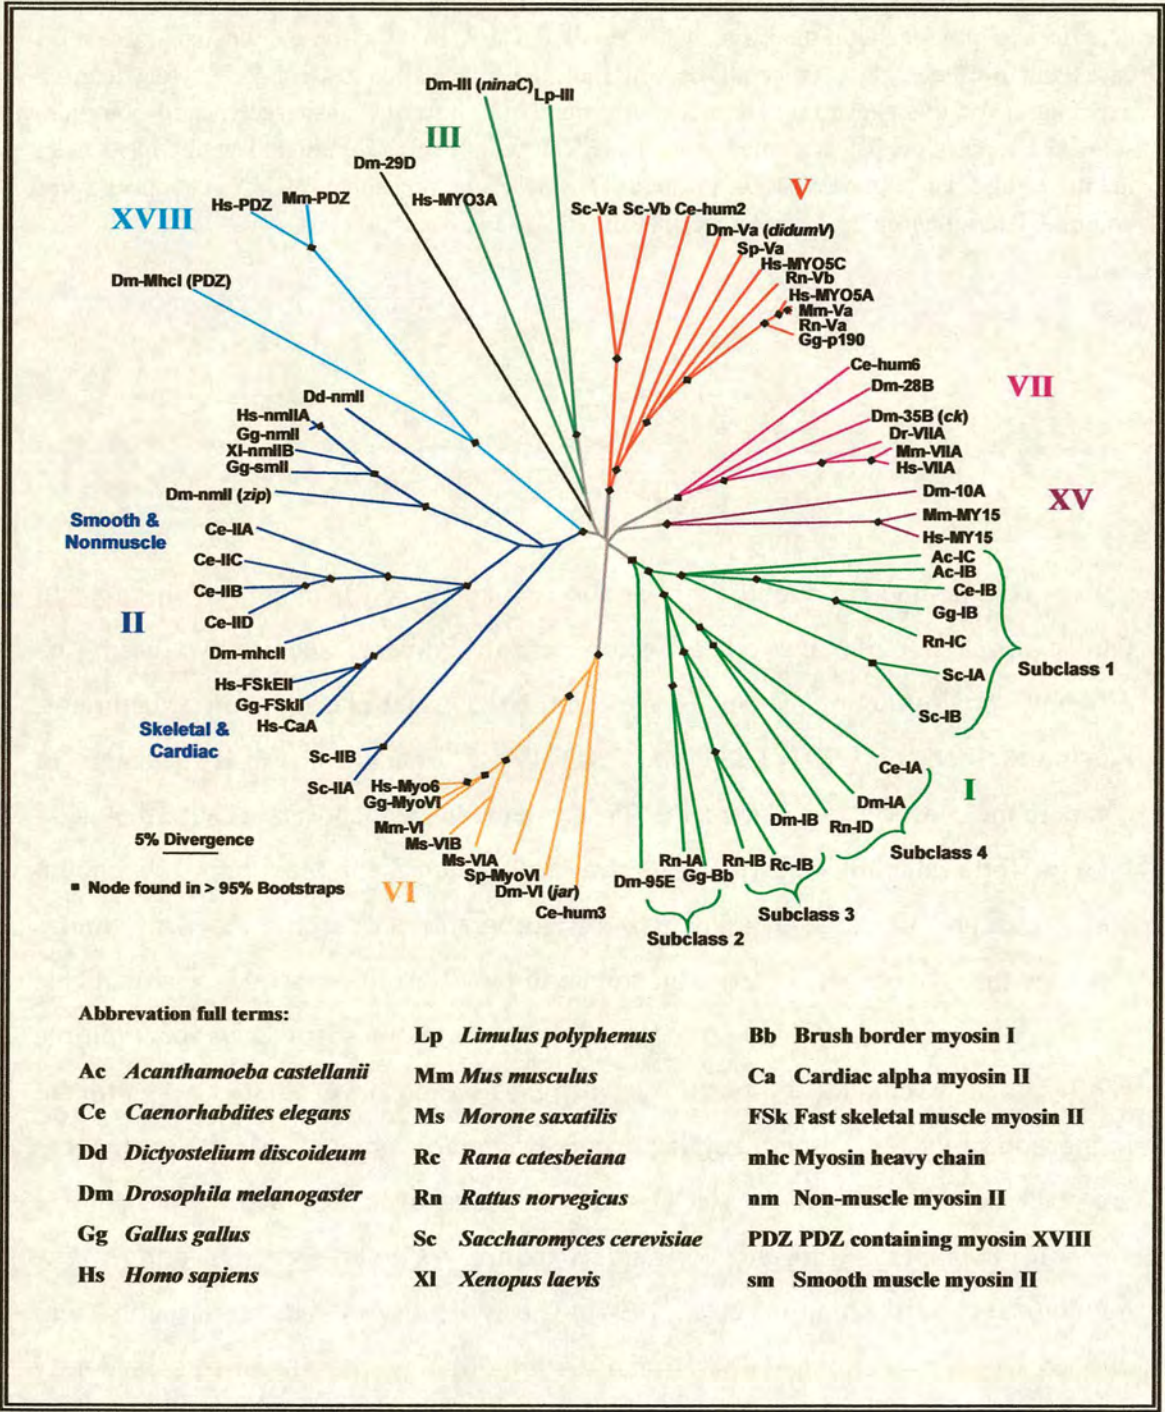 Dm-III (ninaC)
Lp-III
III
Dm-29D
Hs-MYO3A
XVIII
Hs-PDZ
Mm-PDZ
Dm-MhcI (PDZ)
V
Sc-Va
Sc-Vb
Ce-hum2
Dm-Va (didumV)
Sp-Va
Hs-MYO5C
Rn-Vb
Hs-MYO5A
Mm-Va
Rn-Va
Gg-p190
VII
Ce-hum6
Dm-28B
Dm-35B (ck)
Dr-VIIA
Mm-VIIA
Hs-VIIA
XV
Dm-10A
Mm-MY15
Hs-MY15
Dd-nmII
Hs-nmIIA
Gg-nmII
Xl-nmIIB
Gg-smII
Dm-nmII (zip)
Smooth &
Nonmuscle
Ce-IIA
Ce-IIC
Ce-IIB
Ce-IID
II
Dm-mhcII
Hs-FSkEII
Gg-FSkII
Hs-CaA
Skeletal &
Cardiac
Sc-IIB
Sc-IIA
Ac-IC
Ac-IB
Ce-IB
Gg-IB
Rn-IC
Sc-IA
Sc-IB
Subclass 1
Ce-IA
I
Dm-IA
Rn-ID
Subclass 4
Dm-IB
Rn-IB
Rc-IB
Subclass 3
Rn-IA
Gg-Bb
Dm-95E
Subclass 2
Hs-Myo6
Gg-MyoVI
Mm-VI
Ms-VIB
Ms-VIA
Sp-MyoVI
Dm-VI (jar)
Ce-hum3
VI
5% Divergence
Node found in > 95% Bootstraps
Abbrevation full terms:
Ac Acanthamoeba castellanii
Ce Caenorhabdites elegans
Dd Dictyostelium discoideum
Dm Drosophila melanogaster
Gg Gallus gallus
Hs Homo sapiens
Lp Limulus polyphemus
Mm Mus musculus
Ms Morone saxatilis
Rc Rana catesbeiana
Rn Rattus norvegicus
Sc Saccharomyces cerevisiae
Xl Xenopus laevis
Bb Brush border myosin I
Ca Cardiac alpha myosin II
FSk Fast skeletal muscle myosin II
mhc Myosin heavy chain
nm Non-muscle myosin II
PDZ PDZ containing myosin XVIII
sm Smooth muscle myosin II